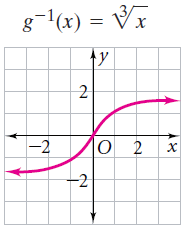 g⁻¹(x) = ∛x
y
2
-2 O 2 x
-2